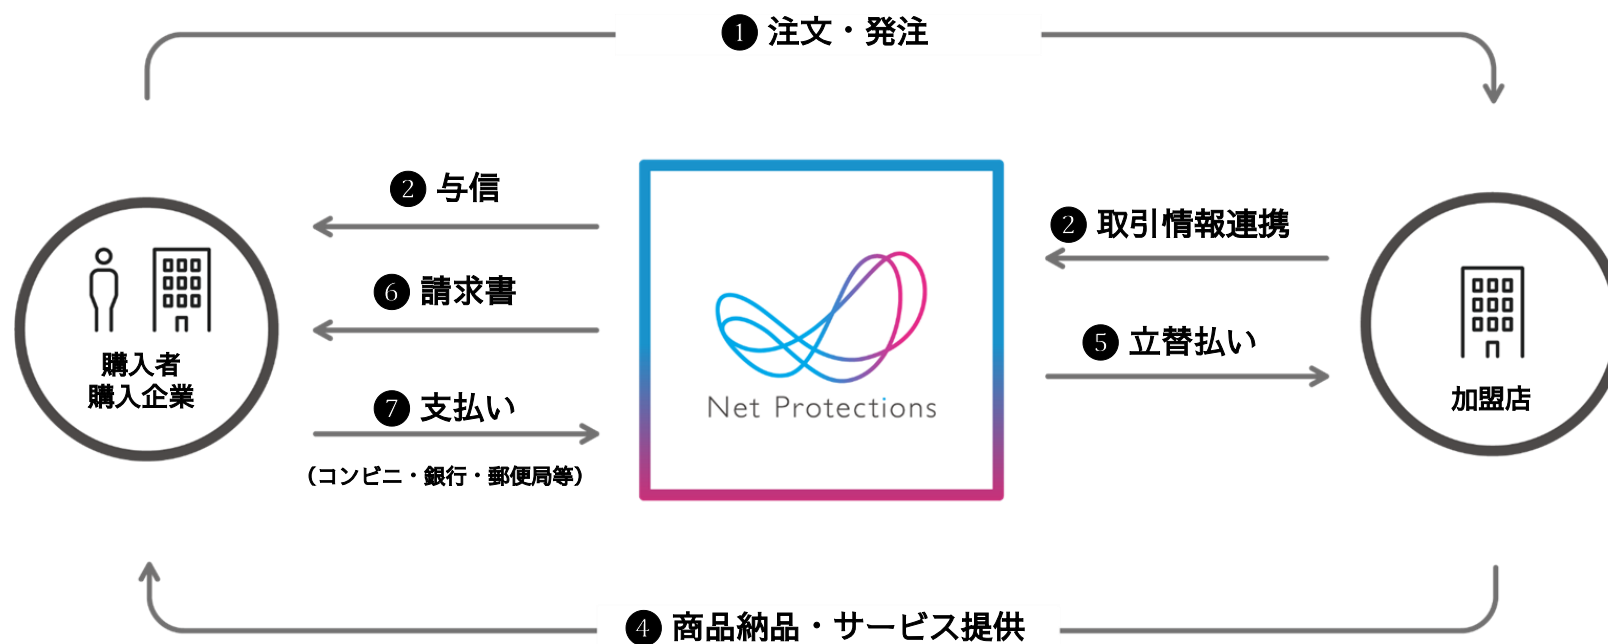 ❶ 注文・発注
❷ 与信
❷ 取引情報連携
❻ 請求書
❺ 立替払い
購入者
購入企業
❼ 支払い
(コンビニ・銀行・郵便局等)
Net Protections
加盟店
❹ 商品納品・サービス提供